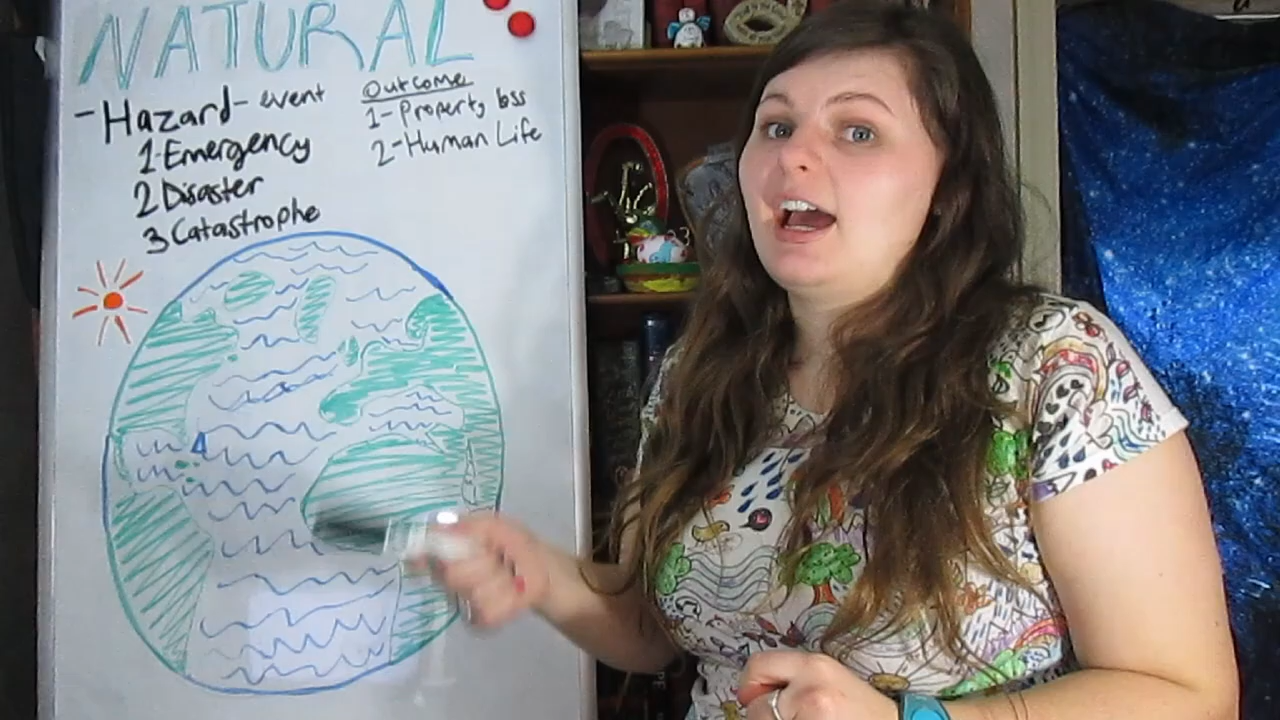 NATURAL
- Hazard - event
1-Emergency
2 Disaster
3 Catastrophe
Outcome
1- Property loss
2-Human Life